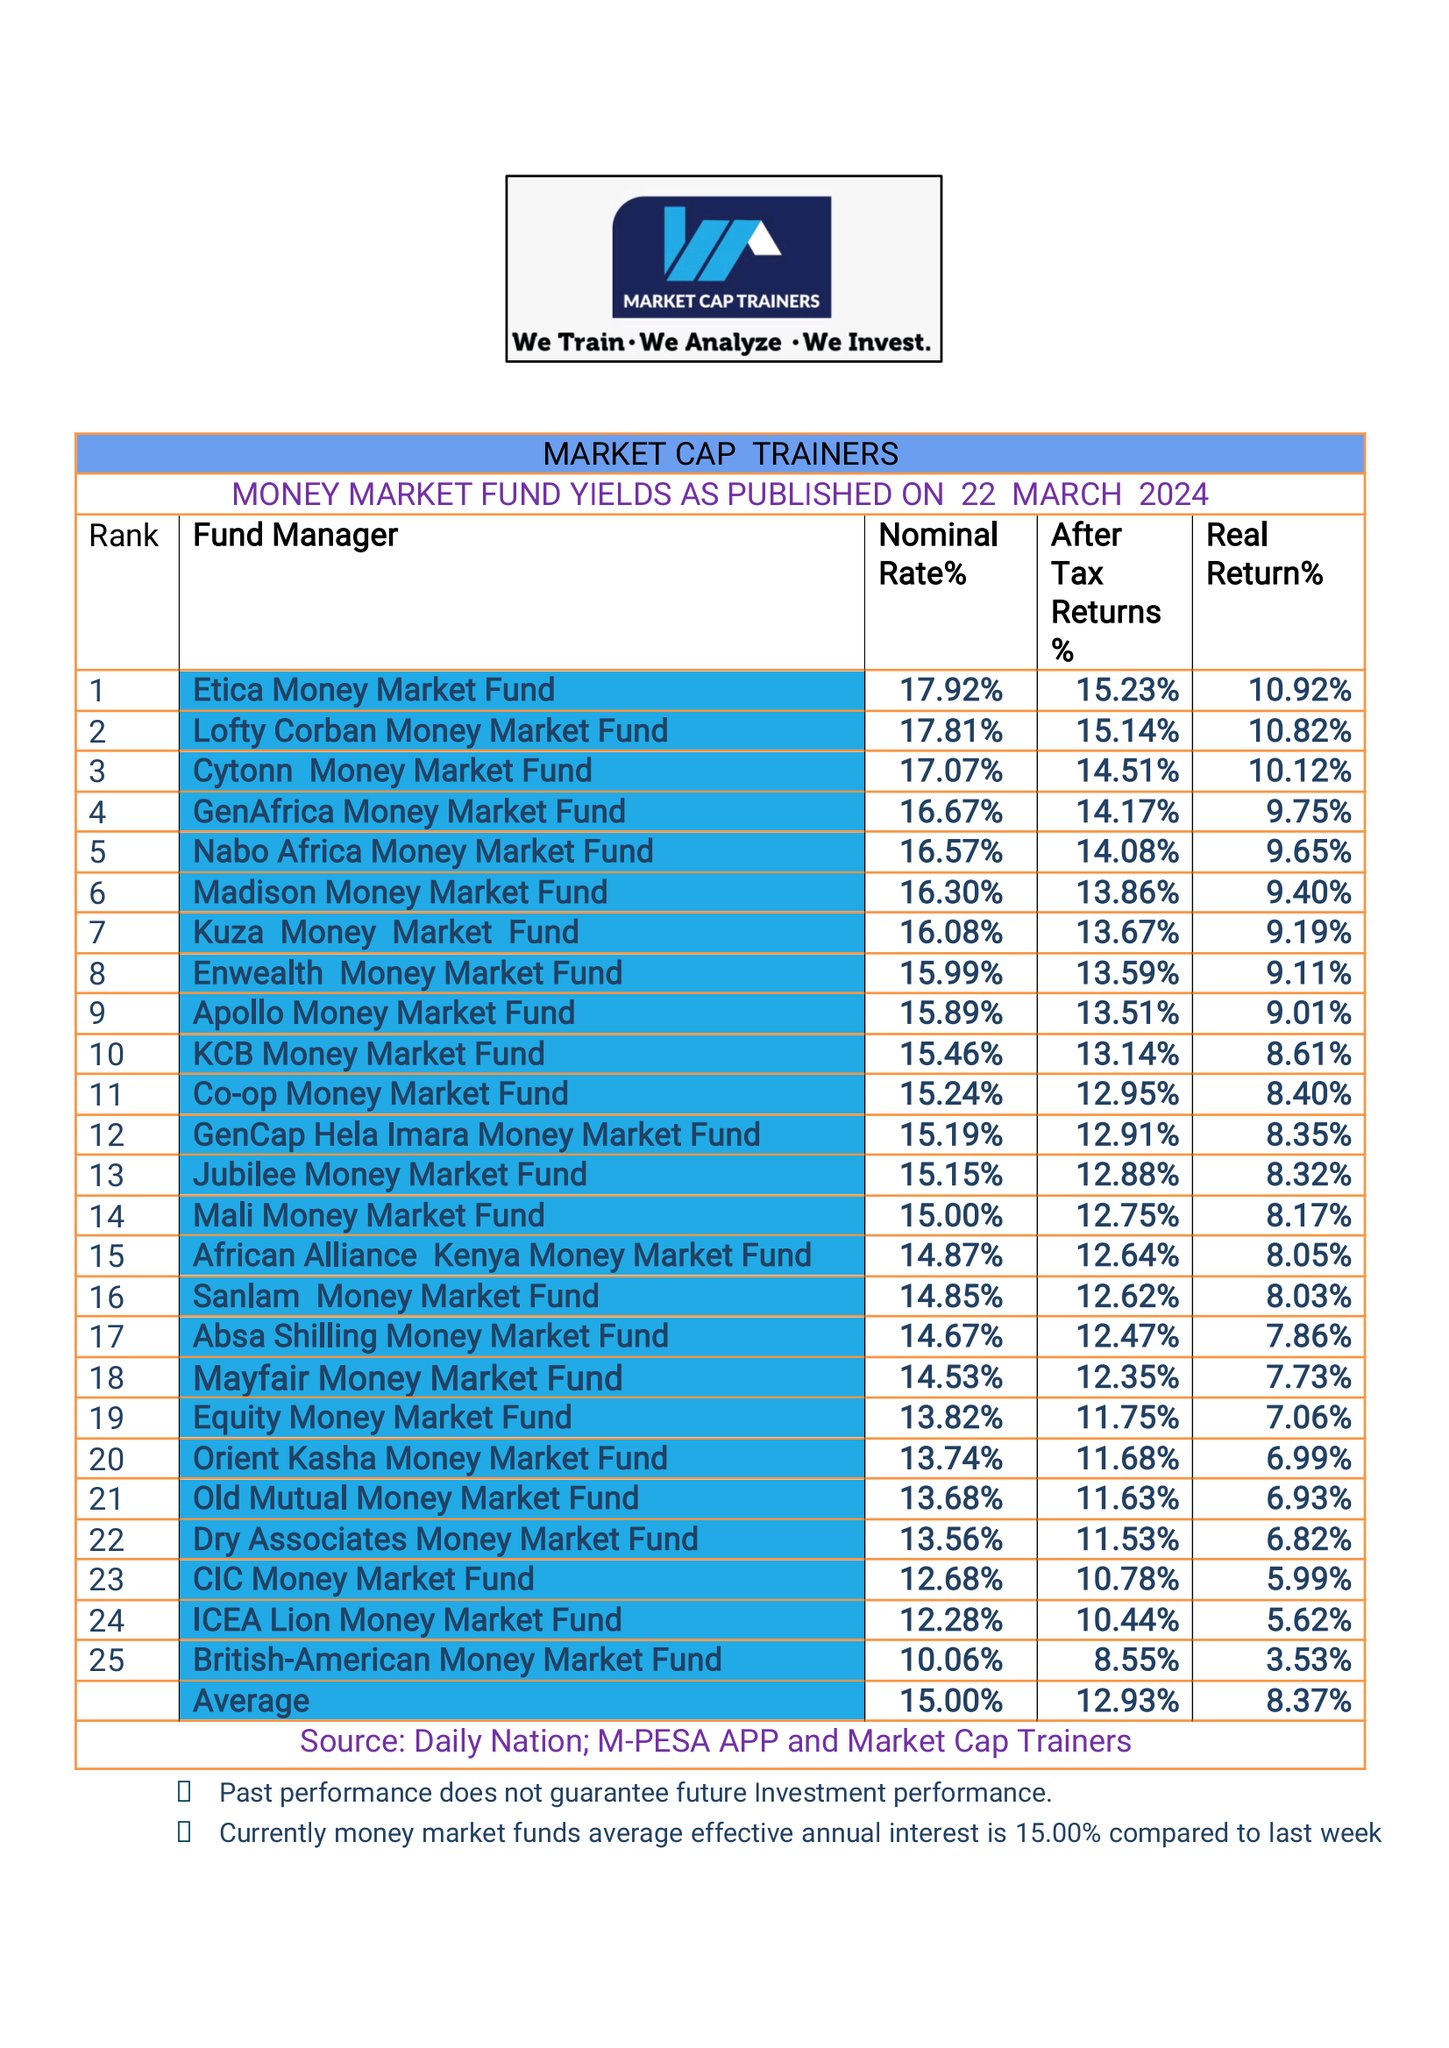 MARKET CAP TRAINERS
We Train · We Analyze · We Invest.
MARKET CAP TRAINERS
MONEY MARKET FUND YIELDS AS PUBLISHED ON 22 MARCH 2024
Rank Fund Manager Nominal Rate% After Tax Returns % Real Return%
1 Etica Money Market Fund 17.92% 15.23% 10.92%
2 Lofty Corban Money Market Fund 17.81% 15.14% 10.82%
3 Cytonn Money Market Fund 17.07% 14.51% 10.12%
4 GenAfrica Money Market Fund 16.67% 14.17% 9.75%
5 Nabo Africa Money Market Fund 16.57% 14.08% 9.65%
6 Madison Money Market Fund 16.30% 13.86% 9.40%
7 Kuza Money Market Fund 16.08% 13.67% 9.19%
8 Enwealth Money Market Fund 15.99% 13.59% 9.11%
9 Apollo Money Market Fund 15.89% 13.51% 9.01%
10 KCB Money Market Fund 15.46% 13.14% 8.61%
11 Co-op Money Market Fund 15.24% 12.95% 8.40%
12 GenCap Hela Imara Money Market Fund 15.19% 12.91% 8.35%
13 Jubilee Money Market Fund 15.15% 12.88% 8.32%
14 Mali Money Market Fund 15.00% 12.75% 8.17%
15 African Alliance Kenya Money Market Fund 14.87% 12.64% 8.05%
16 Sanlam Money Market Fund 14.85% 12.62% 8.03%
17 Absa Shilling Money Market Fund 14.67% 12.47% 7.86%
18 Mayfair Money Market Fund 14.53% 12.35% 7.73%
19 Equity Money Market Fund 13.82% 11.75% 7.06%
20 Orient Kasha Money Market Fund 13.74% 11.68% 6.99%
21 Old Mutual Money Market Fund 13.68% 11.63% 6.93%
22 Dry Associates Money Market Fund 13.56% 11.53% 6.82%
23 CIC Money Market Fund 12.68% 10.78% 5.99%
24 ICEA Lion Money Market Fund 12.28% 10.44% 5.62%
25 British-American Money Market Fund 10.06% 8.55% 3.53%
Average 15.00% 12.93% 8.37%
Source: Daily Nation; M-PESA APP and Market Cap Trainers
Past performance does not guarantee future Investment performance.
Currently money market funds average effective annual interest is 15.00% compared to last week